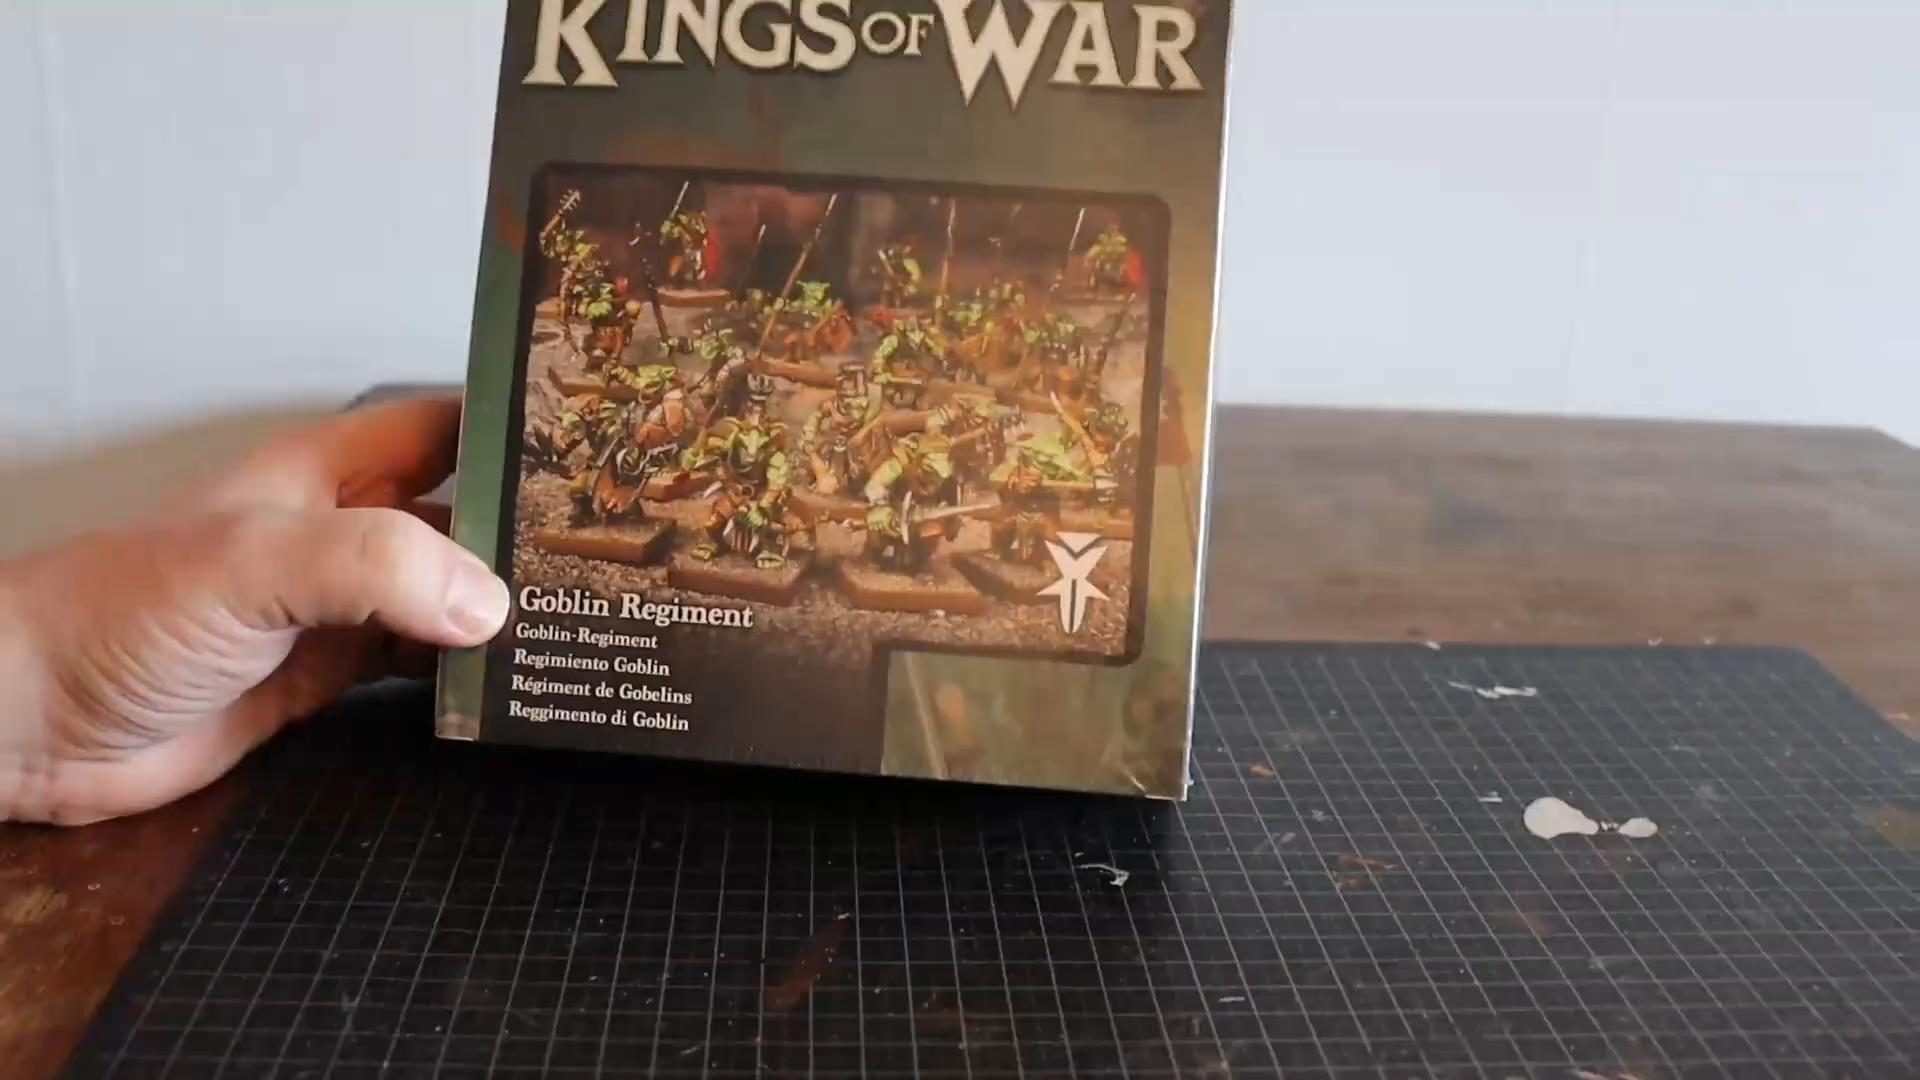 KINGS OF WAR
Goblin Regiment
Goblin-Regiment
Regimiento Goblin
Régiment de Gobelins
Reggimento di Goblin